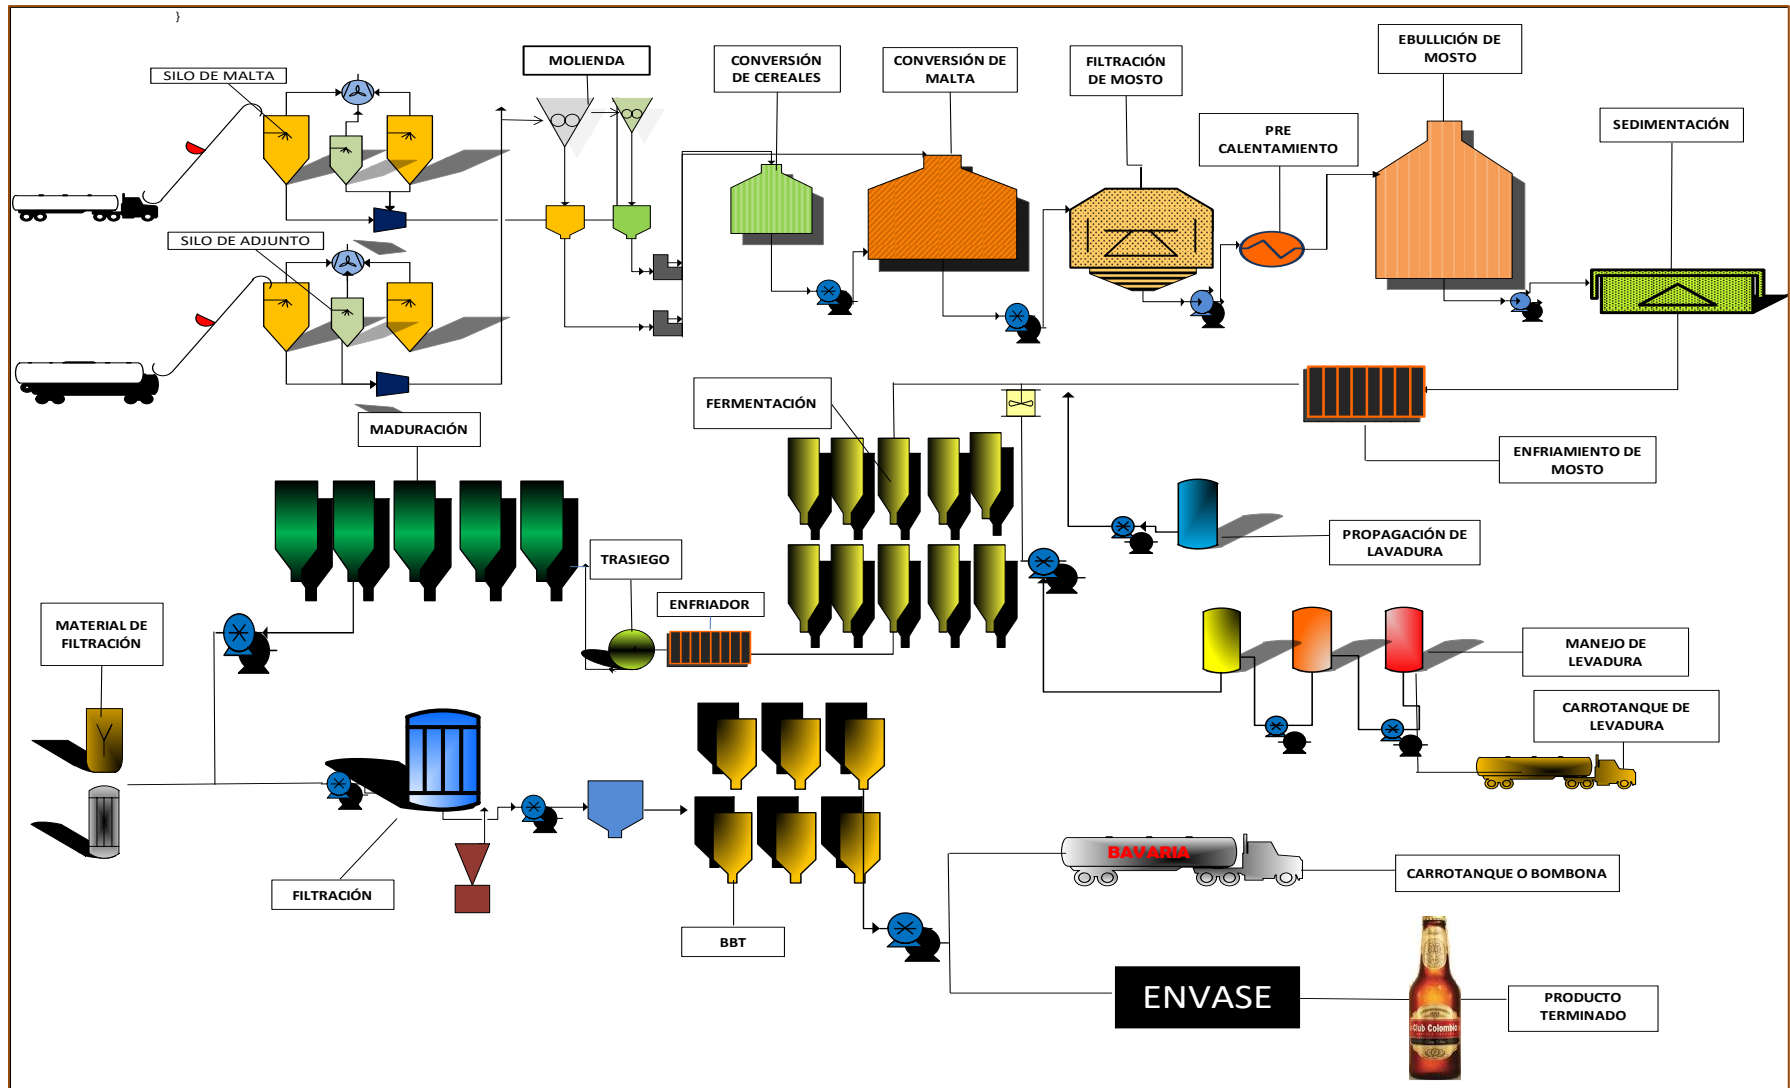 }
SILO DE MALTA
MOLIENDA
CONVERSIÓN
DE CEREALES
CONVERSIÓN DE
MALTA
FILTRACIÓN
DE MOSTO
PRE
CALENTAMIENTO
EBULLICIÓN DE
MOSTO
SEDIMENTACIÓN
SILO DE ADJUNTO
FERMENTACIÓN
MADURACIÓN
ENFRIAMIENTO DE
MOSTO
PROPAGACIÓN DE
LAVADURA
TRASIEGO
ENFRIADOR
MATERIAL DE
FILTRACIÓN
MANEJO DE
LEVADURA
CARROTANQUE DE
LEVADURA
FILTRACIÓN
BBT
BAVARIA
CARROTANQUE O BOMBONA
ENVASE
Club Colombia
PRODUCTO
TERMINADO